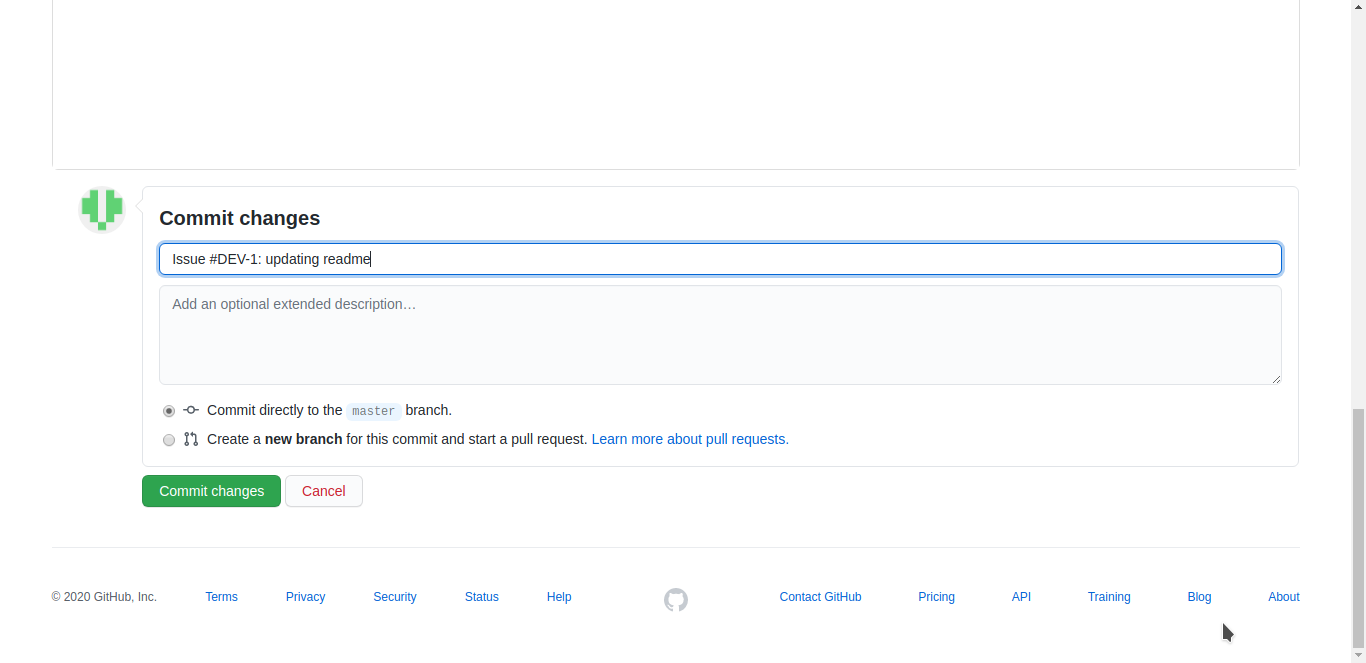 Commit changes
Issue #DEV-1: updating readme
Add an optional extended description…
Commit directly to the master branch.
Create a new branch for this commit and start a pull request. Learn more about pull requests.
Commit changes Cancel
© 2020 GitHub, Inc. Terms Privacy Security Status Help Contact GitHub Pricing API Training Blog About